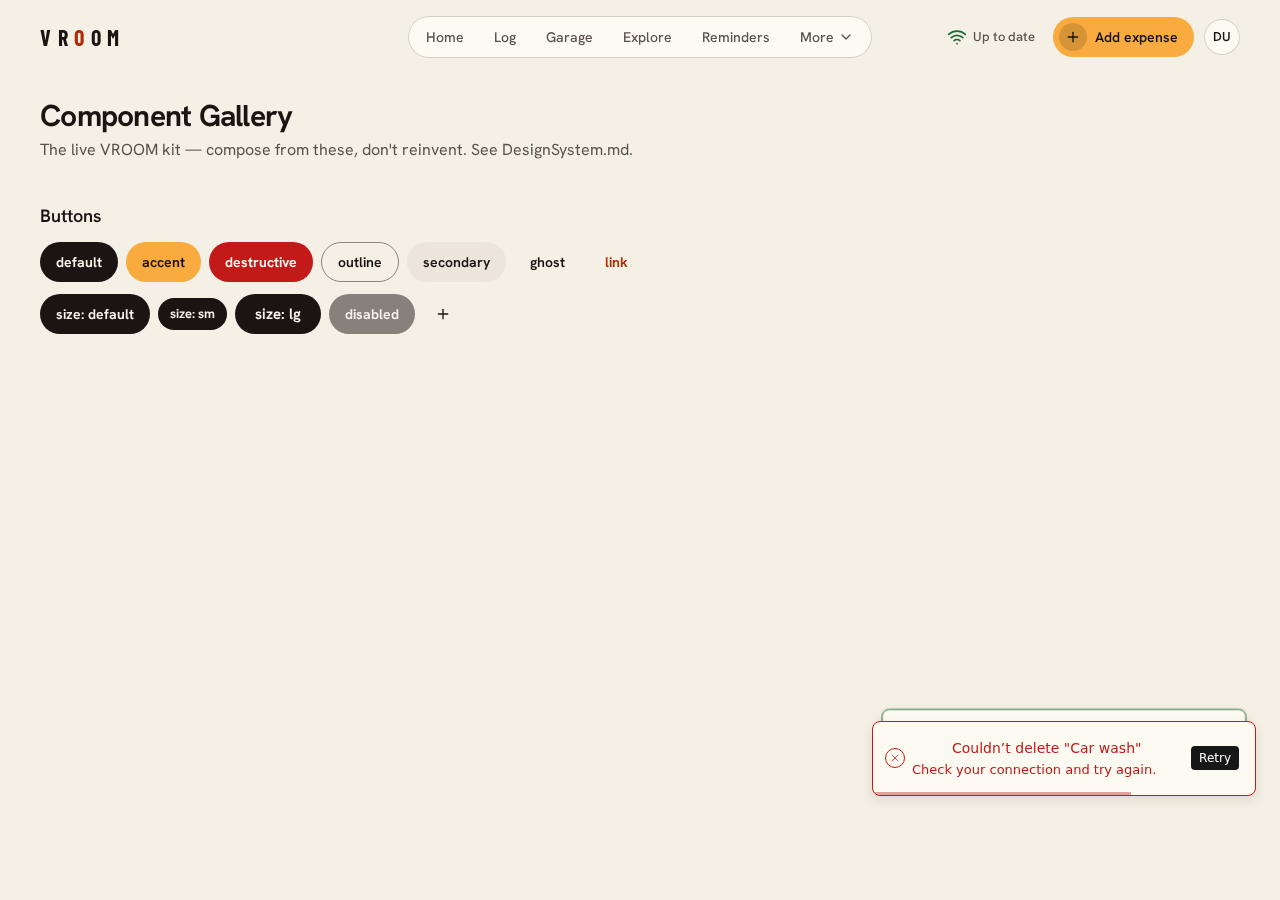 VROOM
Home Log Garage Explore Reminders More
Up to date
Add expense
DU
Component Gallery
The live VROOM kit — compose from these, don't reinvent. See DesignSystem.md.
Buttons
default accent destructive outline secondary ghost link
size: default size: sm size: lg disabled
Couldn’t delete "Car wash"
Check your connection and try again.
Retry